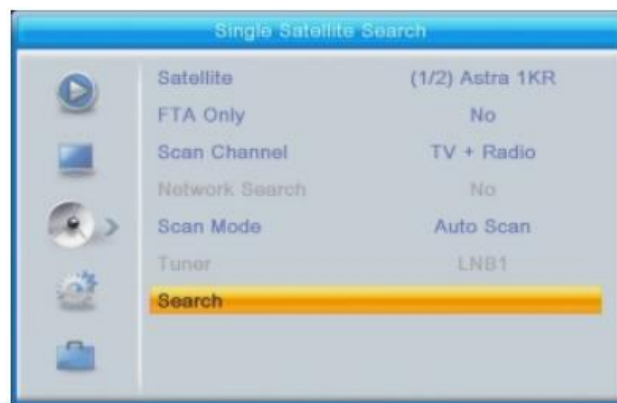 Single Satellite Search
Satellite (1/2) Astra 1KR
FTA Only No
Scan Channel TV + Radio
Network Search No
Scan Mode Auto Scan
Tuner LNB1
Search